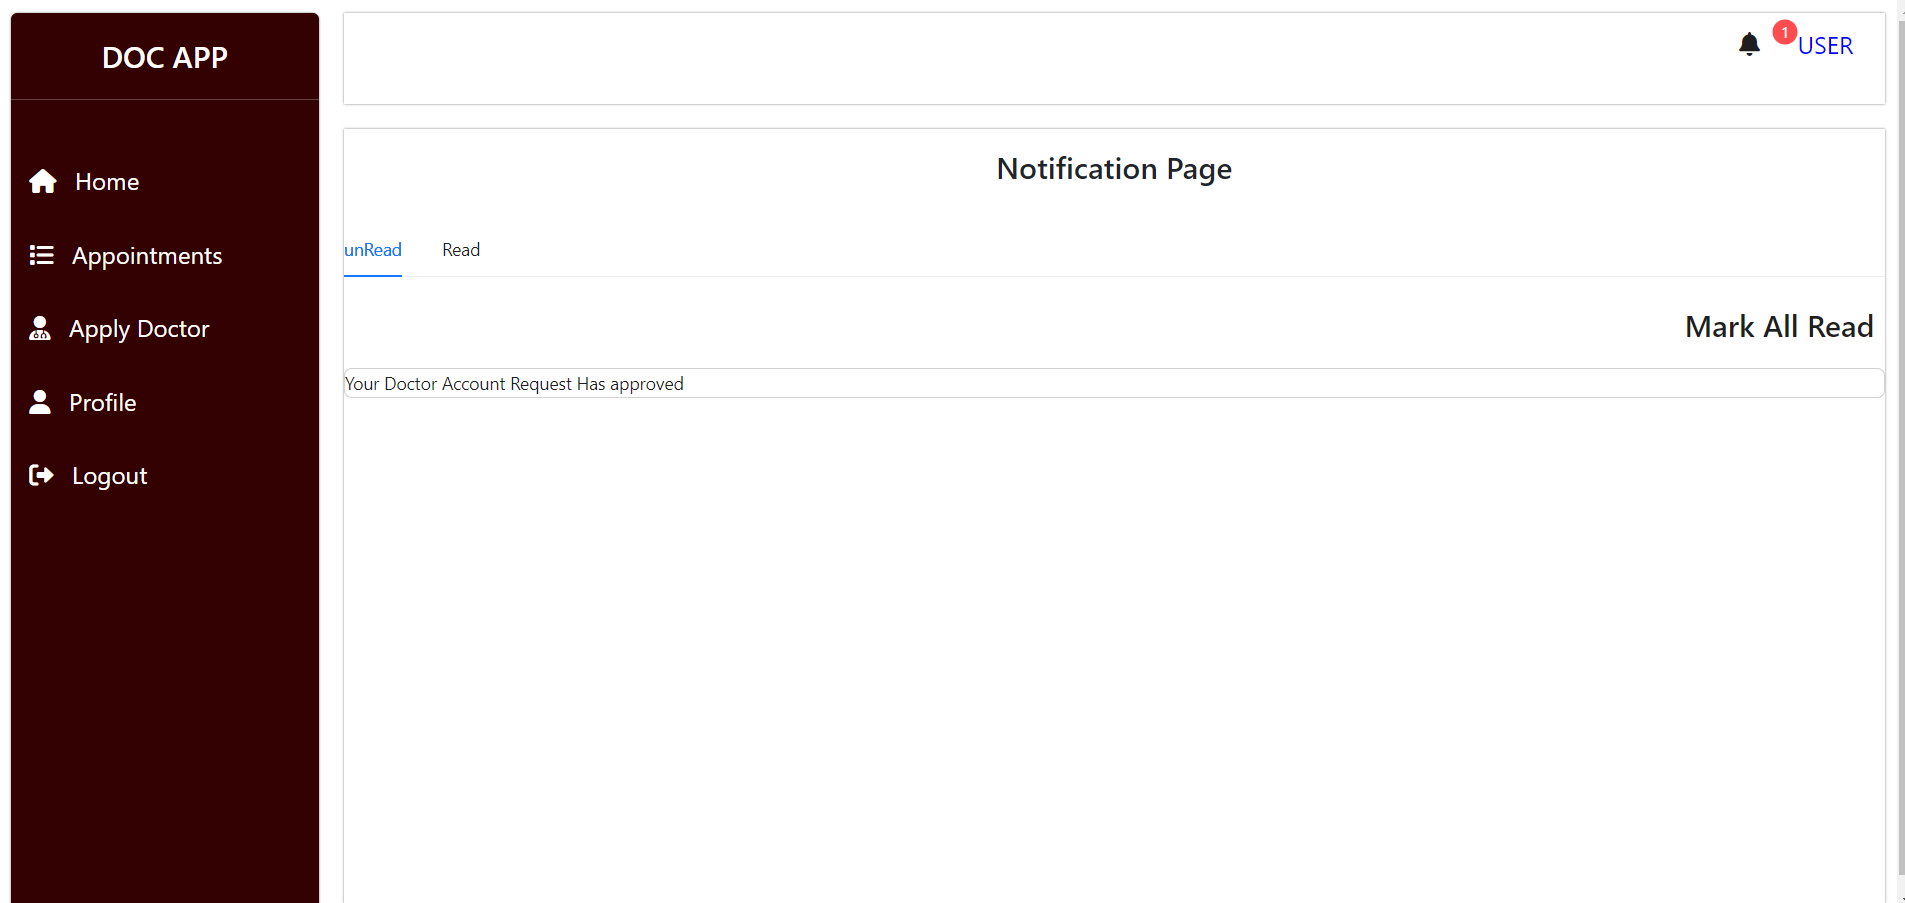 DOC APP
Home
Appointments
Apply Doctor
Profile
Logout
1
USER
Notification Page
unRead
Read
Mark All Read
Your Doctor Account Request Has approved